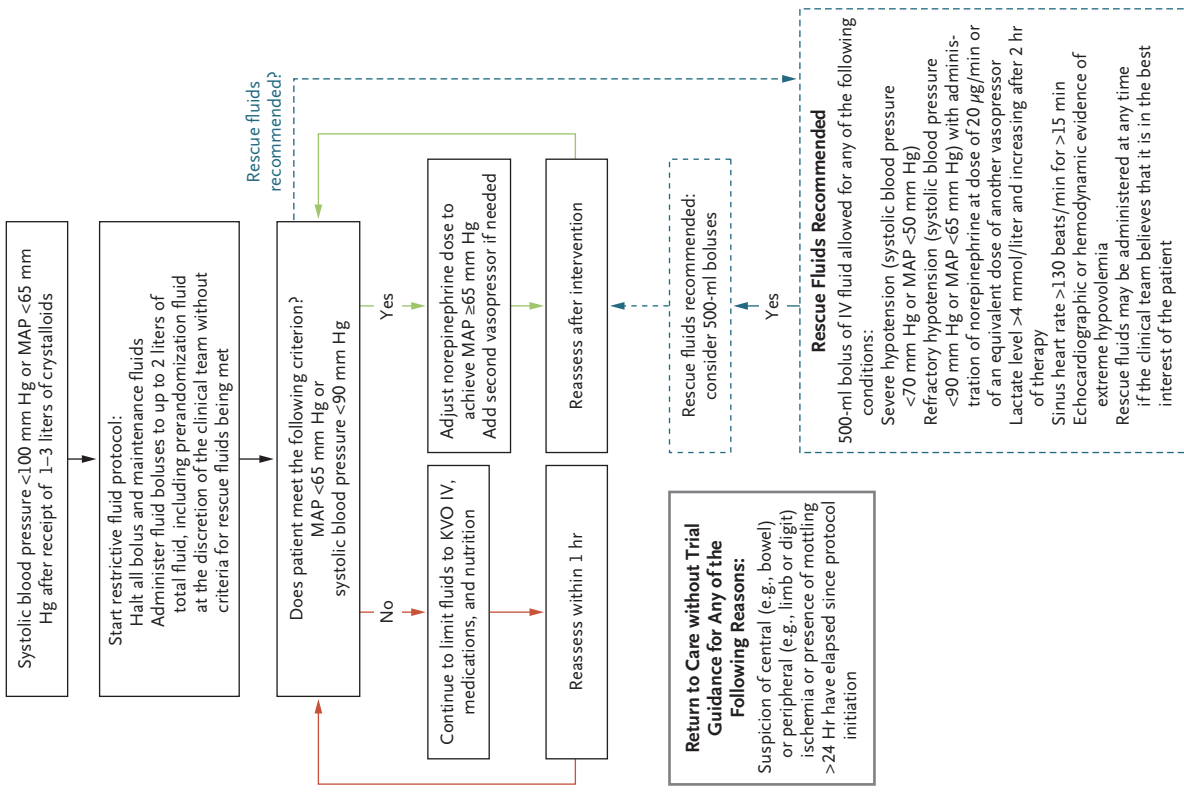 Systolic blood pressure <100 mm Hg or MAP <65 mm
Hg after receipt of 1–3 liters of crystalloids
Start restrictive fluid protocol:
Halt all bolus and maintenance fluids
Administer fluid boluses to up to 2 liters of
total fluid, including prerandomization fluid
at the discretion of the clinical team without
criteria for rescue fluids being met
Rescue fluids
recommended?
Does patient meet the following criterion?
MAP <65 mm Hg or
systolic blood pressure <90 mm Hg
No
Yes
Continue to limit fluids to KVO IV,
medications, and nutrition
Adjust norepinephrine dose to
achieve MAP ≥65 mm Hg
Add second vasopressor if needed
Reassess within 1 hr
Reassess after intervention
Rescue fluids recommended:
consider 500-ml boluses
Yes
Return to Care without Trial
Guidance for Any of the
Following Reasons:
Suspicion of central (e.g., bowel)
or peripheral (e.g., limb or digit)
ischemia or presence of mottling
>24 Hr have elapsed since protocol
initiation
Rescue Fluids Recommended
500-ml bolus of IV fluid allowed for any of the following
conditions:
Severe hypotension (systolic blood pressure
<70 mm Hg or MAP <50 mm Hg)
Refractory hypotension (systolic blood pressure
<90 mm Hg or MAP <65 mm Hg) with adminis-
tration of norepinephrine at dose of 20 μg/min or
of an equivalent dose of another vasopressor
Lactate level >4 mmol/liter and increasing after 2 hr
of therapy
Sinus heart rate >130 beats/min for >15 min
Echocardiographic or hemodynamic evidence of
extreme hypovolemia
Rescue fluids may be administered at any time
if the clinical team believes that it is in the best
interest of the patient